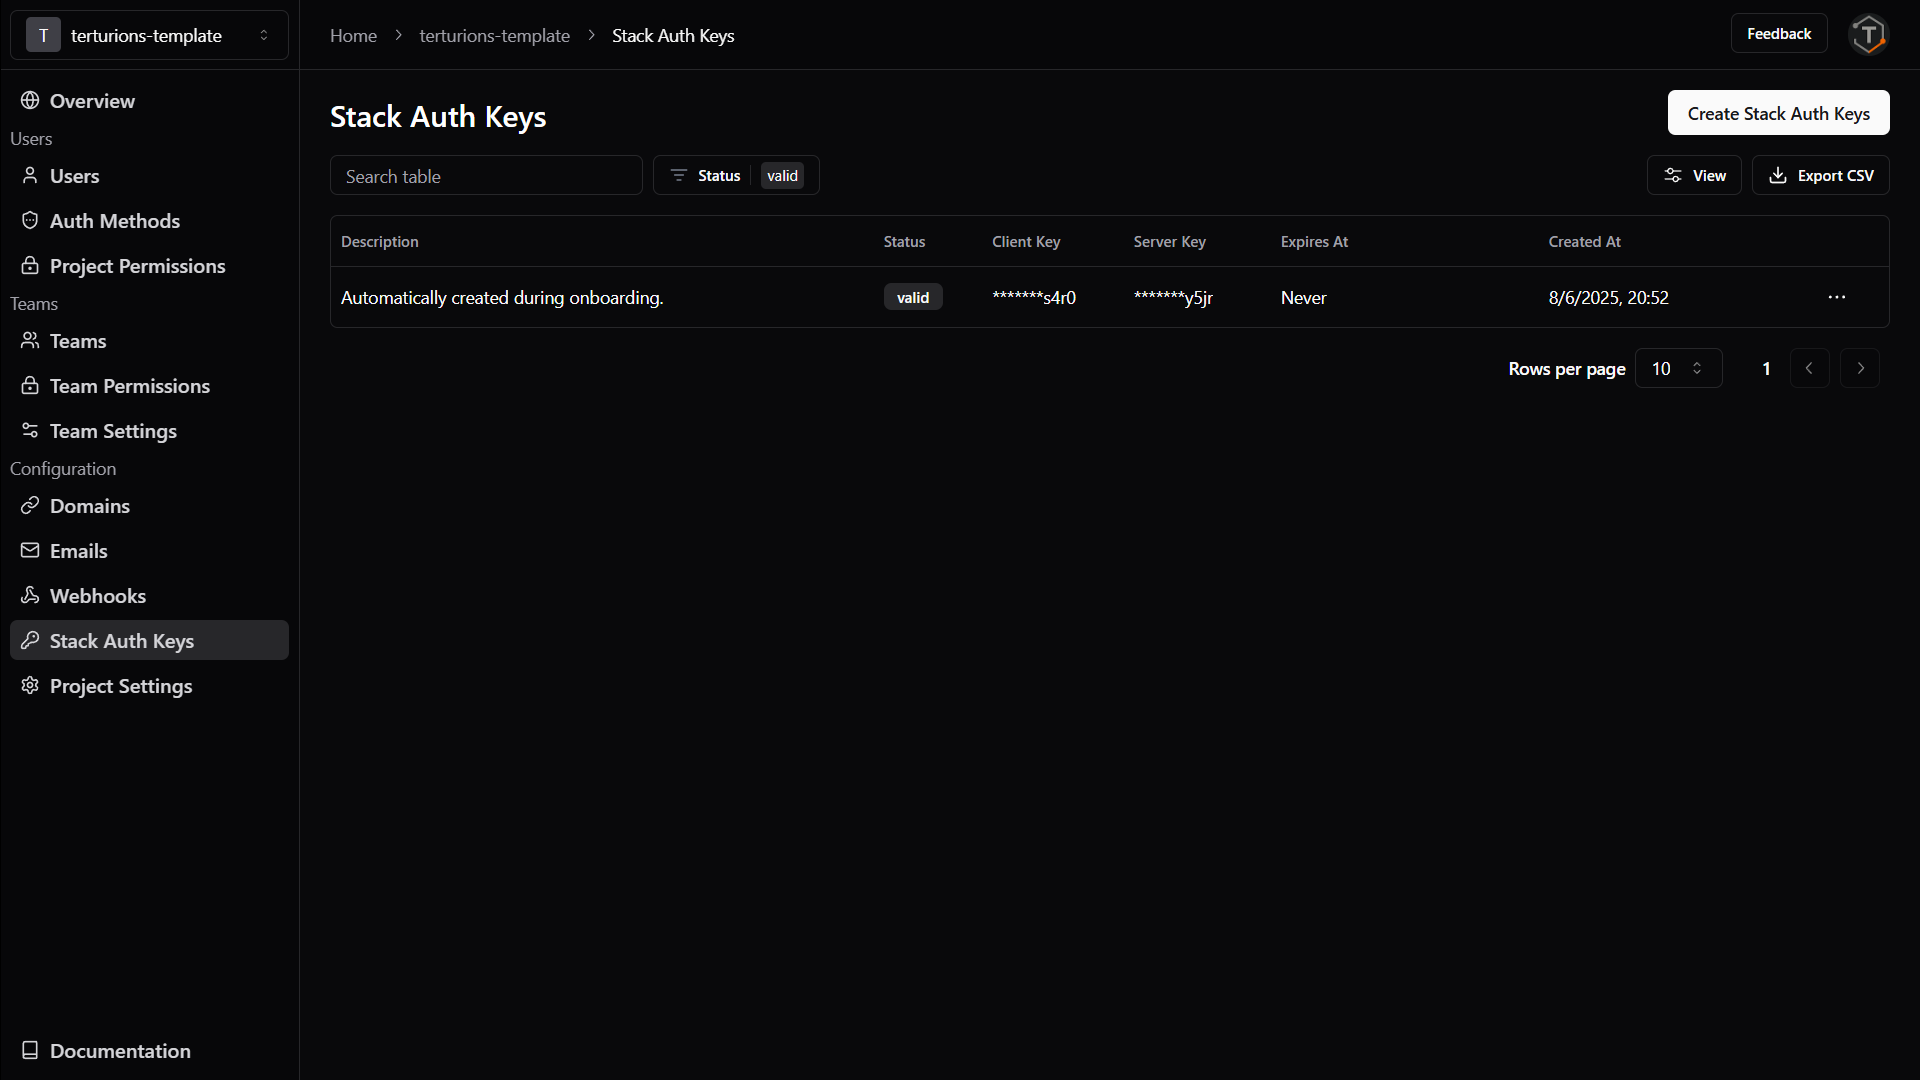 T terturions-template
Home > terturions-template > Stack Auth Keys
Feedback
T
Overview
Users
Users
Auth Methods
Project Permissions
Teams
Teams
Team Permissions
Team Settings
Configuration
Domains
Emails
Webhooks
Stack Auth Keys
Project Settings
Documentation
Stack Auth Keys
Create Stack Auth Keys
Search table
Status valid
View
Export CSV
Description Status Client Key Server Key Expires At Created At
Automatically created during onboarding. valid *******s4r0 *******y5jr Never 8/6/2025, 20:52
Rows per page 10 1